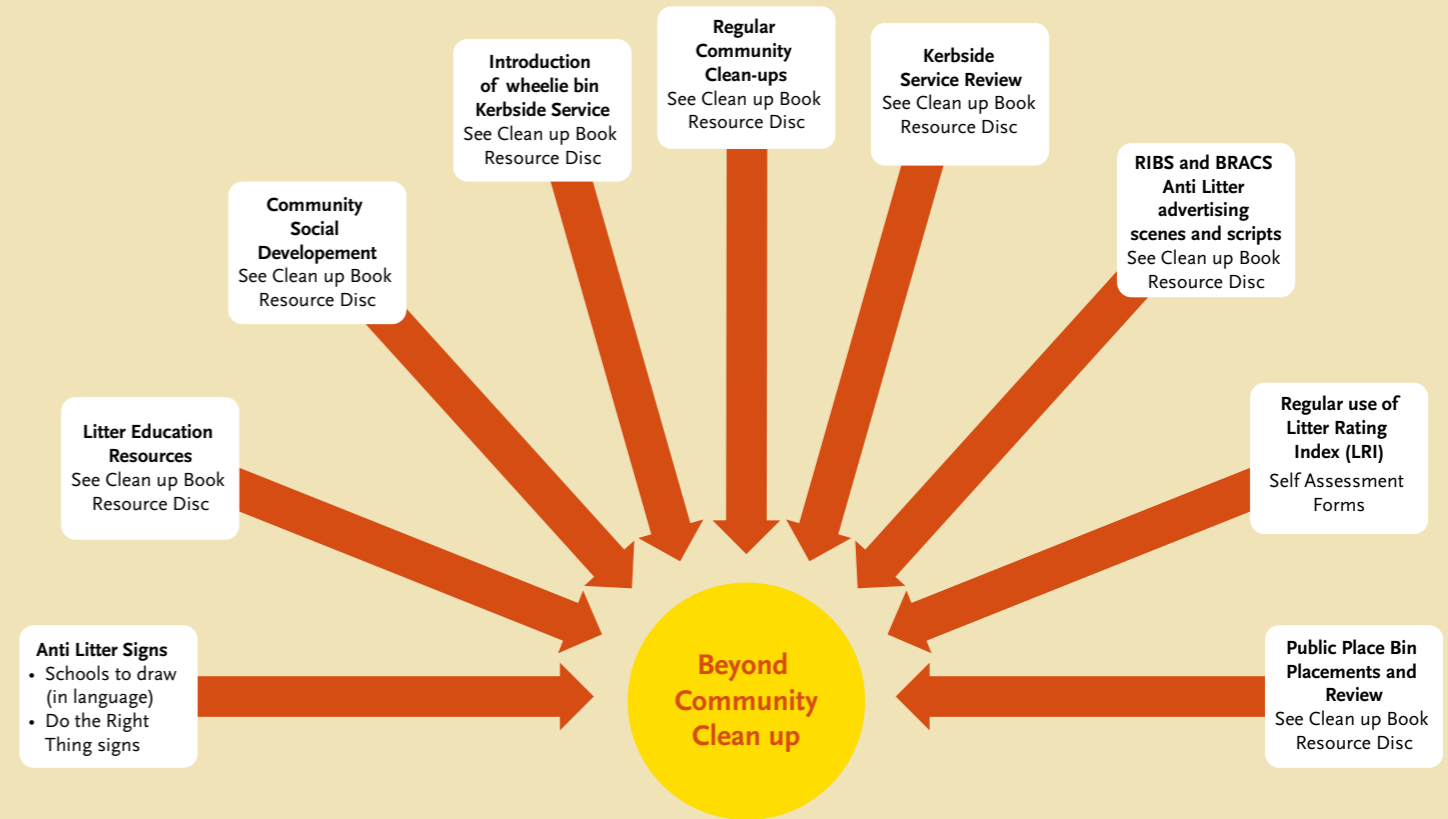 Anti Litter Signs
• Schools to draw
(in language)
• Do the Right
Thing signs
Litter Education
Resources
See Clean up Book
Resource Disc
Community
Social
Developement
See Clean up Book
Resource Disc
Introduction
of wheelie bin
Kerbside Service
See Clean up Book
Resource Disc
Regular
Community
Clean-ups
See Clean up Book
Resource Disc
Kerbside
Service Review
See Clean up Book
Resource Disc
RIBS and BRACS
Anti Litter
advertising
scenes and scripts
See Clean up Book
Resource Disc
Regular use of
Litter Rating
Index (LRI)
Self Assessment
Forms
Public Place Bin
Placements and
Review
See Clean up Book
Resource Disc
Beyond
Community
Clean up